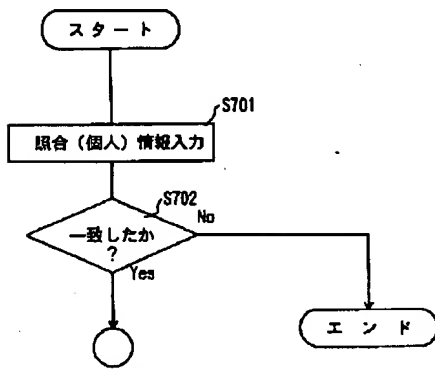 スタート
S701
照合（個人）情報入力
S702
一致したか
?
No
Yes
エンド